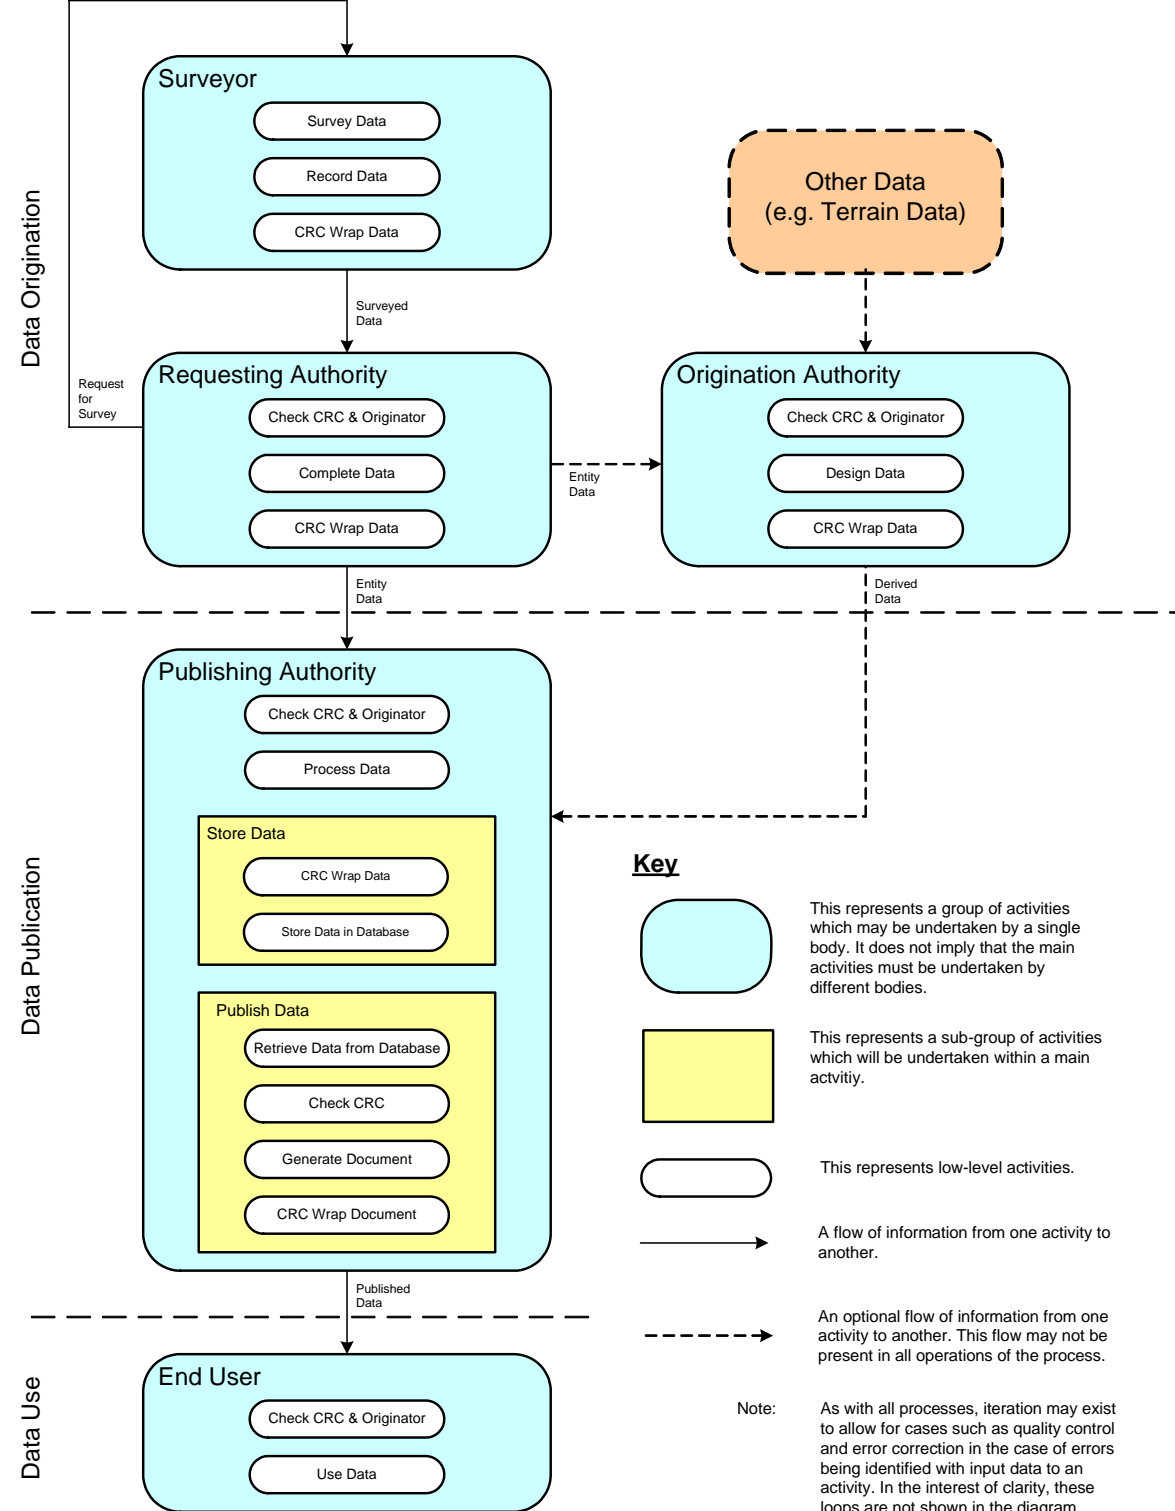 Data Origination
Surveyor
Survey Data
Record Data
CRC Wrap Data
Other Data
(e.g. Terrain Data)
Surveyed
Data
Request
for
Survey
Requesting Authority
Check CRC & Originator
Complete Data
CRC Wrap Data
Entity
Data
Origination Authority
Check CRC & Originator
Design Data
CRC Wrap Data
Entity
Data
Derived
Data
Data Publication
Publishing Authority
Check CRC & Originator
Process Data
Store Data
CRC Wrap Data
Store Data in Database
Publish Data
Retrieve Data from Database
Check CRC
Generate Document
CRC Wrap Document
Published
Data
Data Use
End User
Check CRC & Originator
Use Data
Key
This represents a group of activities
which may be undertaken by a single
body. It does not imply that the main
activities must be undertaken by
different bodies.
This represents a sub-group of activities
which will be undertaken within a main
actvitiy.
This represents low-level activities.
A flow of information from one activity to
another.
An optional flow of information from one
activity to another. This flow may not be
present in all operations of the process.
Note: As with all processes, iteration may exist
to allow for cases such as quality control
and error correction in the case of errors
being identified with input data to an
activity. In the interest of clarity, these
loops are not shown in the diagram